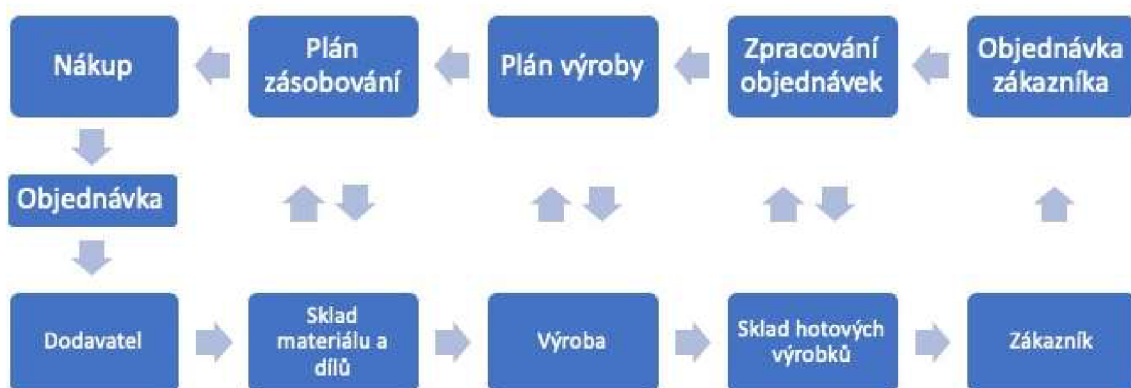 Nákup
Plán
zásobování
Plán výroby
Zpracování
objednávek
Objednávka
zákazníka
Objednávka
Dodavatel
Sklad
materiálu a
dílů
Výroba
Sklad hotových
výrobků
Zákazník